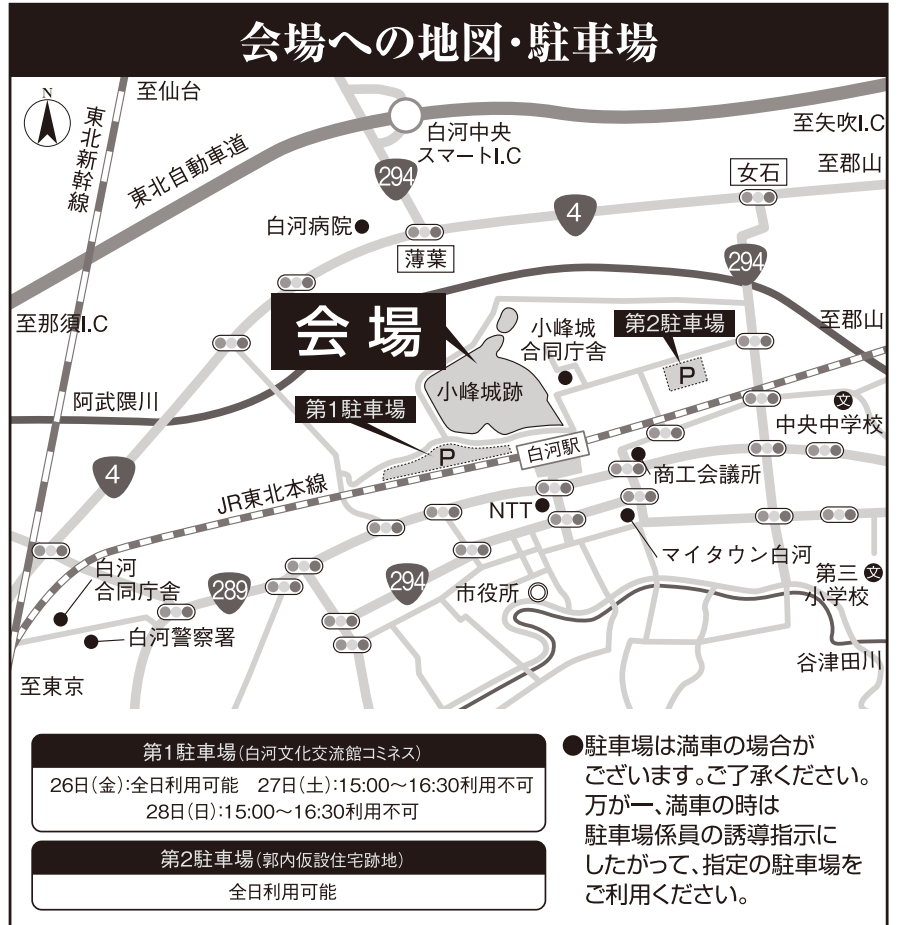 会場への地図・駐車場
N
至仙台
東北新幹線
東北自動車道
白河中央
スマートI.C
至矢吹I.C
至郡山
女石
294
4
白河病院
薄葉
294
至那須I.C
会場
小峰城
合同庁舎
第2駐車場
至郡山
P
小峰城跡
阿武隈川
第1駐車場
文
中央中学校
P
白河駅
4
JR東北本線
商工会議所
NTT
マイタウン白河
白河
合同庁舎
289
294
市役所
第三
小学校
文
白河警察署
谷津田川
至東京
第1駐車場(白河文化交流館コミネス)
26日(金):全日利用可能 27日(土):15:00〜16:30利用不可
28日(日):15:00〜16:30利用不可
第2駐車場(郭内仮設住宅跡地)
全日利用可能
●駐車場は満車の場合が
ございます。ご了承ください。
万が一、満車の時は
駐車場係員の誘導指示に
したがって、指定の駐車場を
ご利用ください。